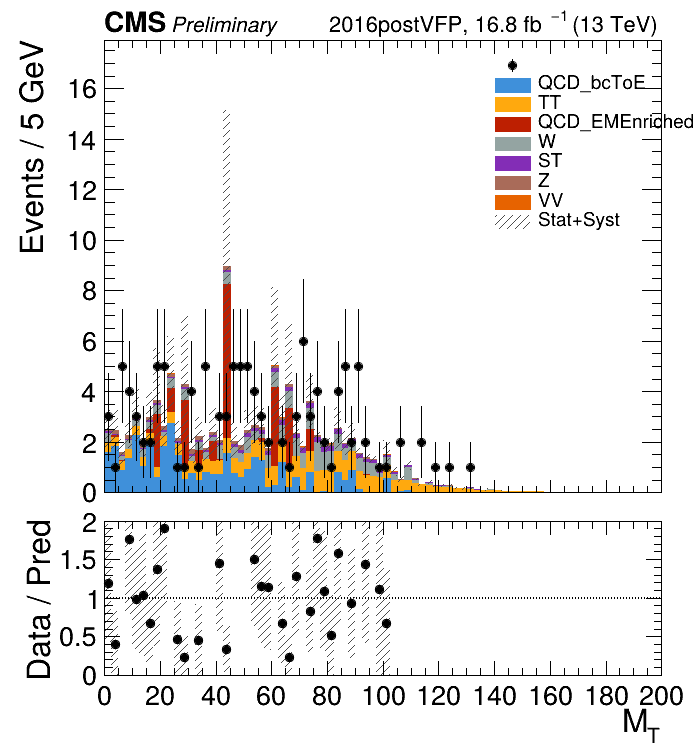 CMS Preliminary 2016postVFP, 16.8 fb⁻¹ (13 TeV)
Events / 5 GeV
16
14
12
10
8
6
4
2
0
QCD_bcToE
TT
QCD_EMEnriched
W
ST
Z
VV
Stat+Syst
Data / Pred
2
1.5
1
0.5
0
0 20 40 60 80 100 120 140 160 180 200
M_T